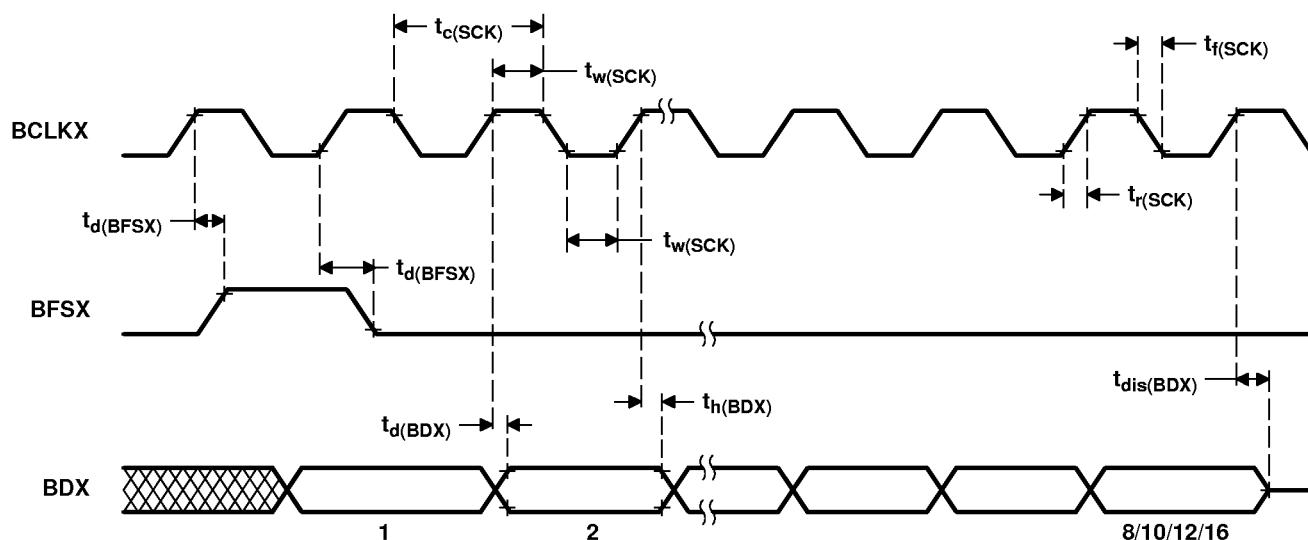 tc(SCK)
tw(SCK)
tf(SCK)
BCLKX
tr(SCK)
td(BFSX)
tw(SCK)
td(BFSX)
BFSX
tdis(BDX)
th(BDX)
td(BDX)
BDX
1
2
8/10/12/16